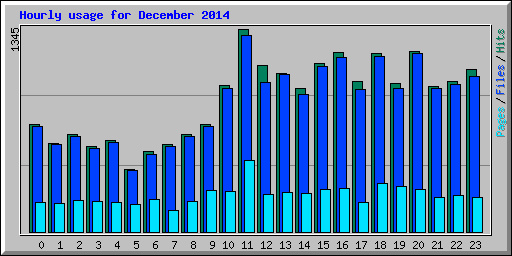 Hourly usage for December 2014
1345
Pages/Files/Hits
0 1 2 3 4 5 6 7 8 9 10 11 12 13 14 15 16 17 18 19 20 21 22 23